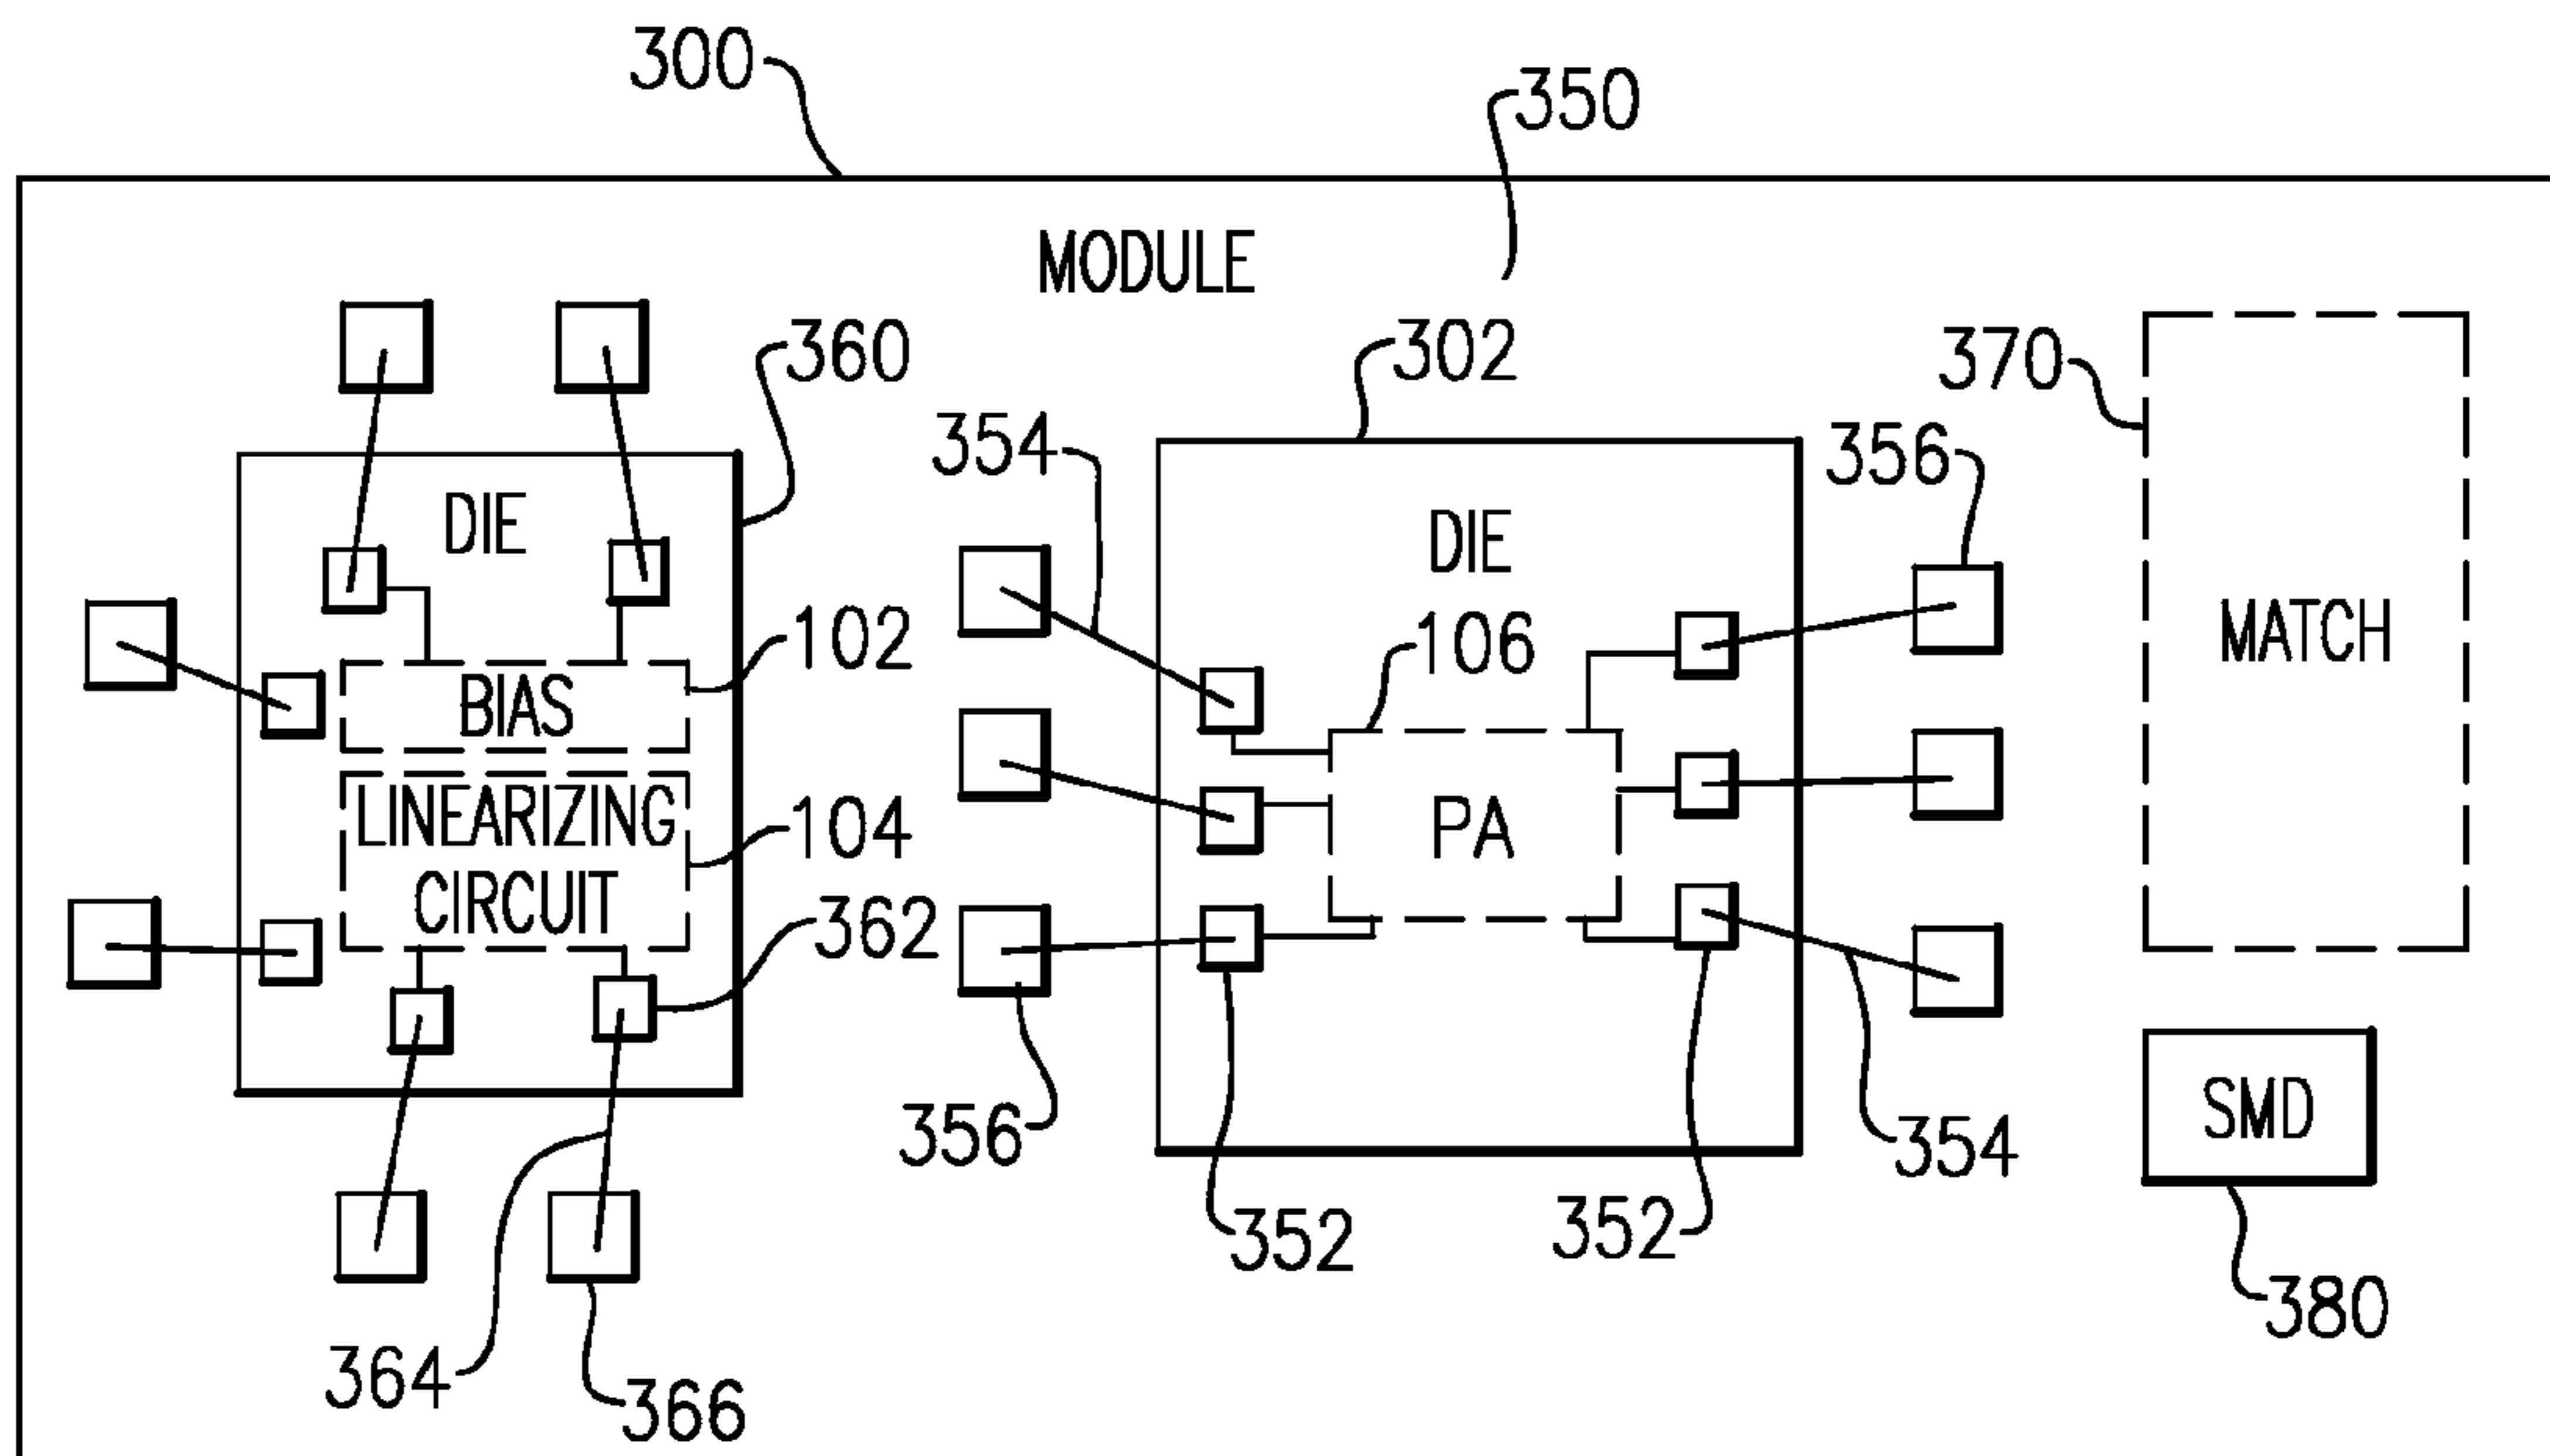 300
350
MODULE
360
302
370
354
356
DIE
DIE
102
106
BIAS
MATCH
LINEARIZING
CIRCUIT
104
PA
362
356
352
352
354
SMD
364
366
380